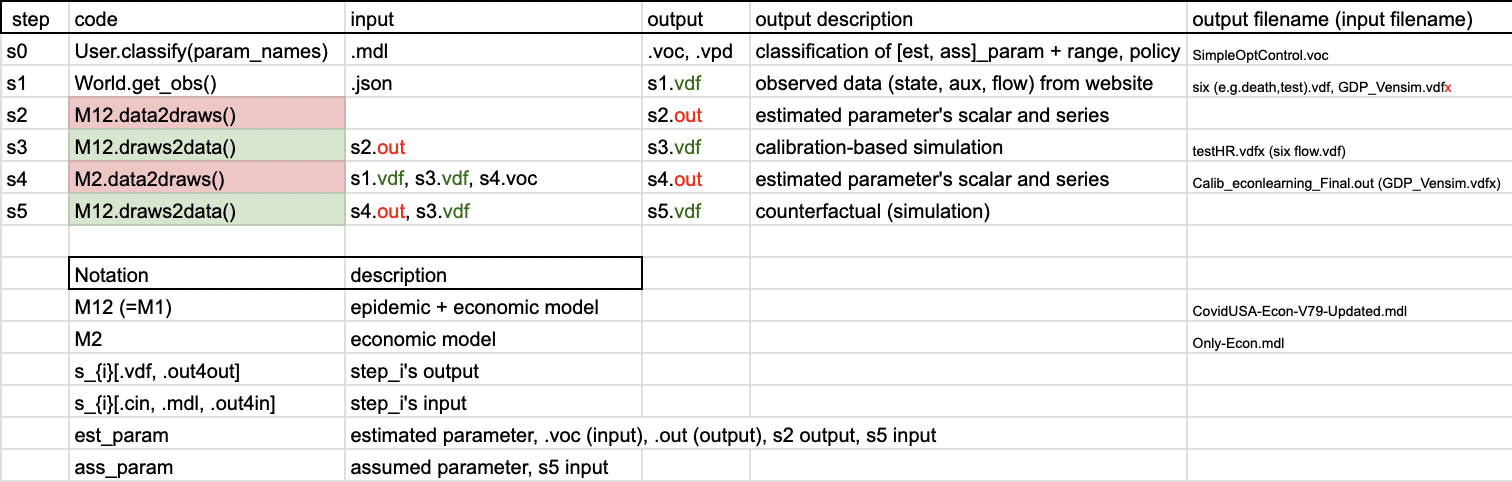 step code input output output description output filename (input filename)
s0 User.classify(param_names) .mdl .voc, .vpd classification of [est, ass]_param + range, policy SimpleOptControl.voc
s1 World.get_obs() .json s1.vdf observed data (state, aux, flow) from website six (e.g.death,test).vdf, GDP_Vensim.vdfx
s2 M12.data2draws() s2.out estimated parameter's scalar and series
s3 M12.draws2data() s2.out s3.vdf calibration-based simulation testHR.vdfx (six flow.vdf)
s4 M2.data2draws() s1.vdf, s3.vdf, s4.voc s4.out estimated parameter's scalar and series Calib_econlearning_Final.out (GDP_Vensim.vdfx)
s5 M12.draws2data() s4.out, s3.vdf s5.vdf counterfactual (simulation)
Notation description
M12 (=M1) epidemic + economic model CovidUSA-Econ-V79-Updated.mdl
M2 economic model Only-Econ.mdl
s_{i}[.vdf, .out4out] step_i's output
s_{i}[.cin, .mdl, .out4in] step_i's input
est_param estimated parameter, .voc (input), .out (output), s2 output, s5 input
ass_param assumed parameter, s5 input